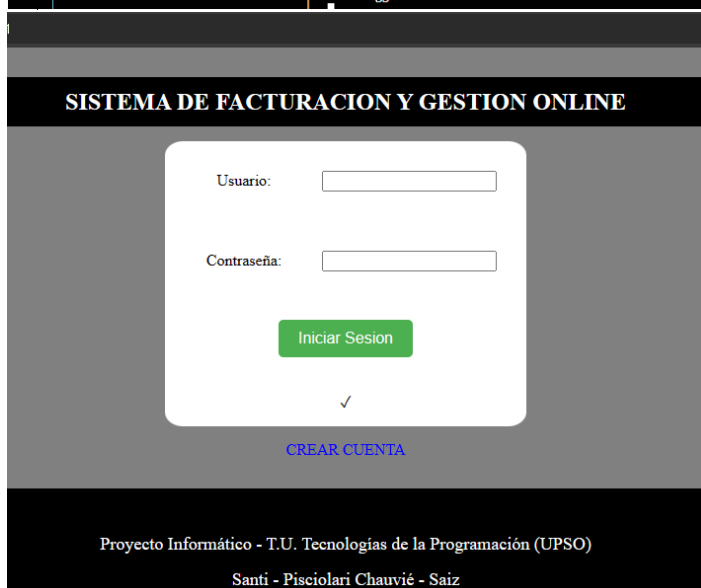 SISTEMA DE FACTURACION Y GESTION ONLINE
Usuario:
Contraseña:
Iniciar Sesion
✓
CREAR CUENTA
Proyecto Informático - T.U. Tecnologías de la Programación (UPSO)
Santi - Pisciolari Chauvié - Saiz